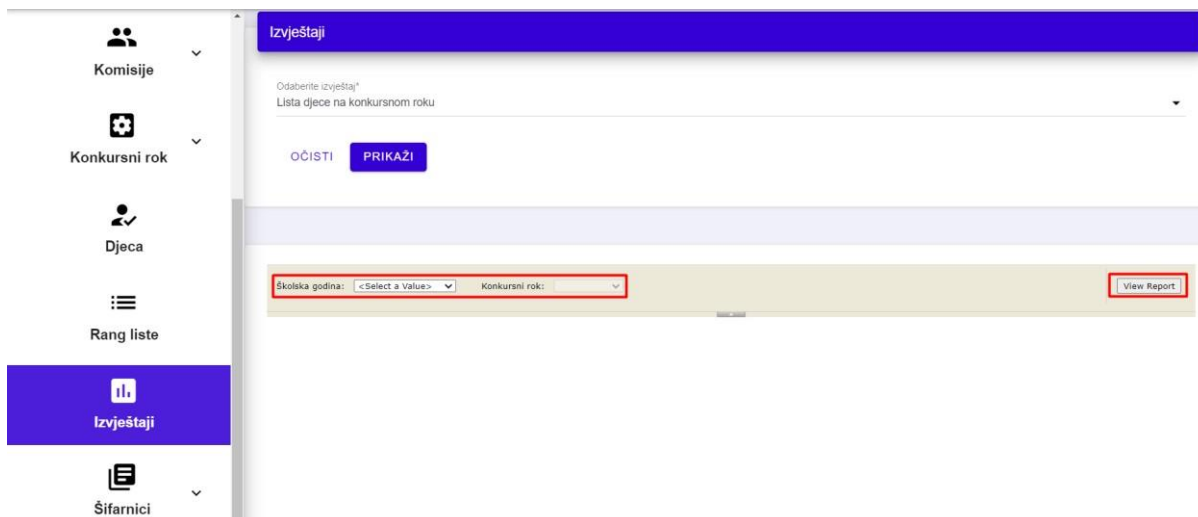 Komisije
Konkursni rok
Djeca
Rang liste
Izvještaji
Šifarnici
Izvještaji
Odaberite izvještaj*
Lista djece na konkursnom roku
OČISTI PRIKAŽI
Školska godina: <Select a Value> Konkursni rok: View Report